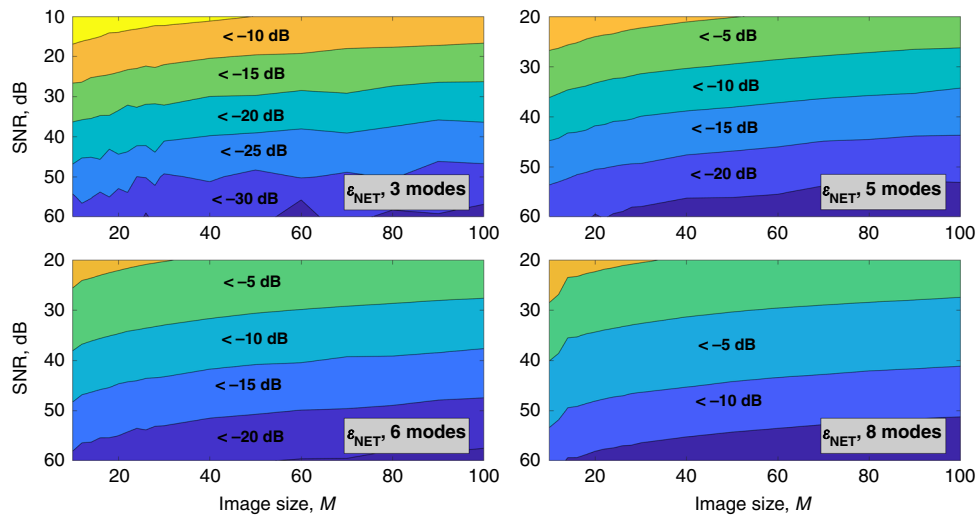 10
20
30
40
50
60
SNR, dB
< –10 dB
< –15 dB
< –20 dB
< –25 dB
< –30 dB
εNET, 3 modes
20
40
60
80
100
20
30
40
50
60
< –5 dB
< –10 dB
< –15 dB
< –20 dB
εNET, 5 modes
20
40
60
80
100
20
30
40
50
60
SNR, dB
< –5 dB
< –10 dB
< –15 dB
< –20 dB
εNET, 6 modes
20
40
60
80
100
Image size, M
20
30
40
50
60
< –5 dB
< –10 dB
εNET, 8 modes
20
40
60
80
100
Image size, M